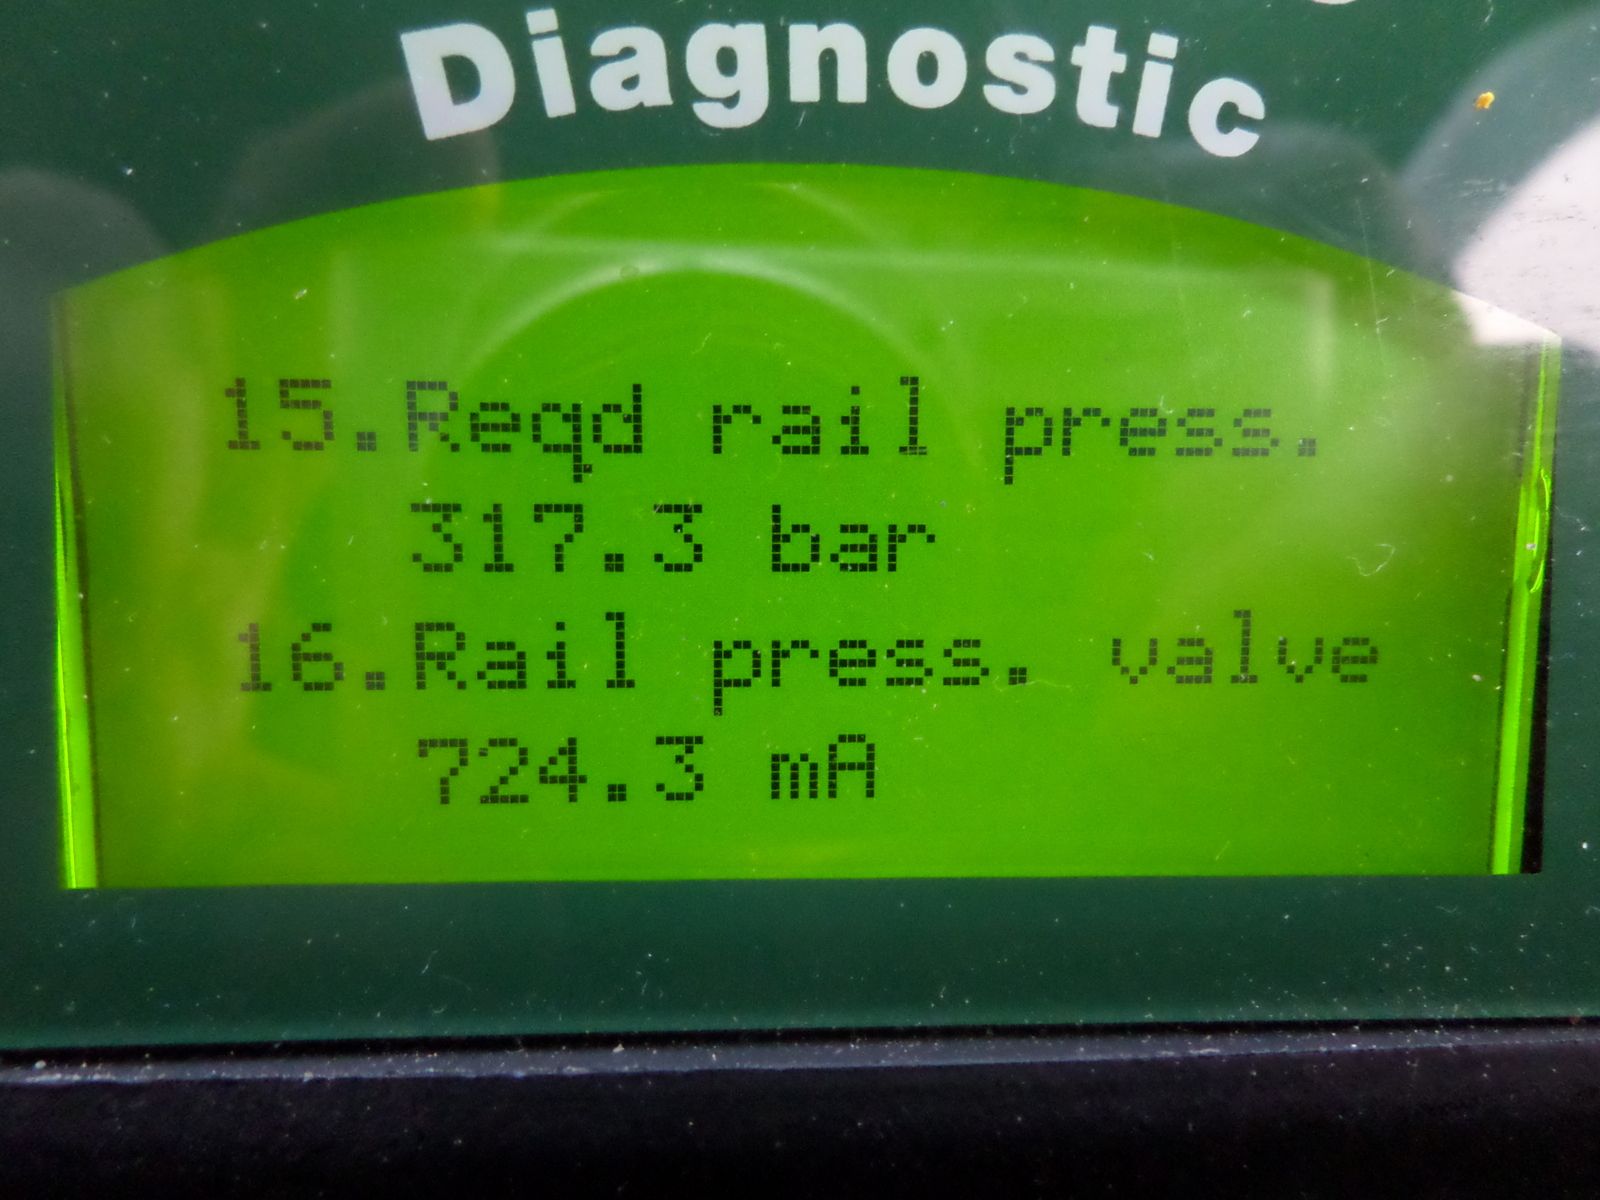 Diagnostic
15.Reqd rail press.
317.3 bar
16.Rail press. valve
724.3 mA